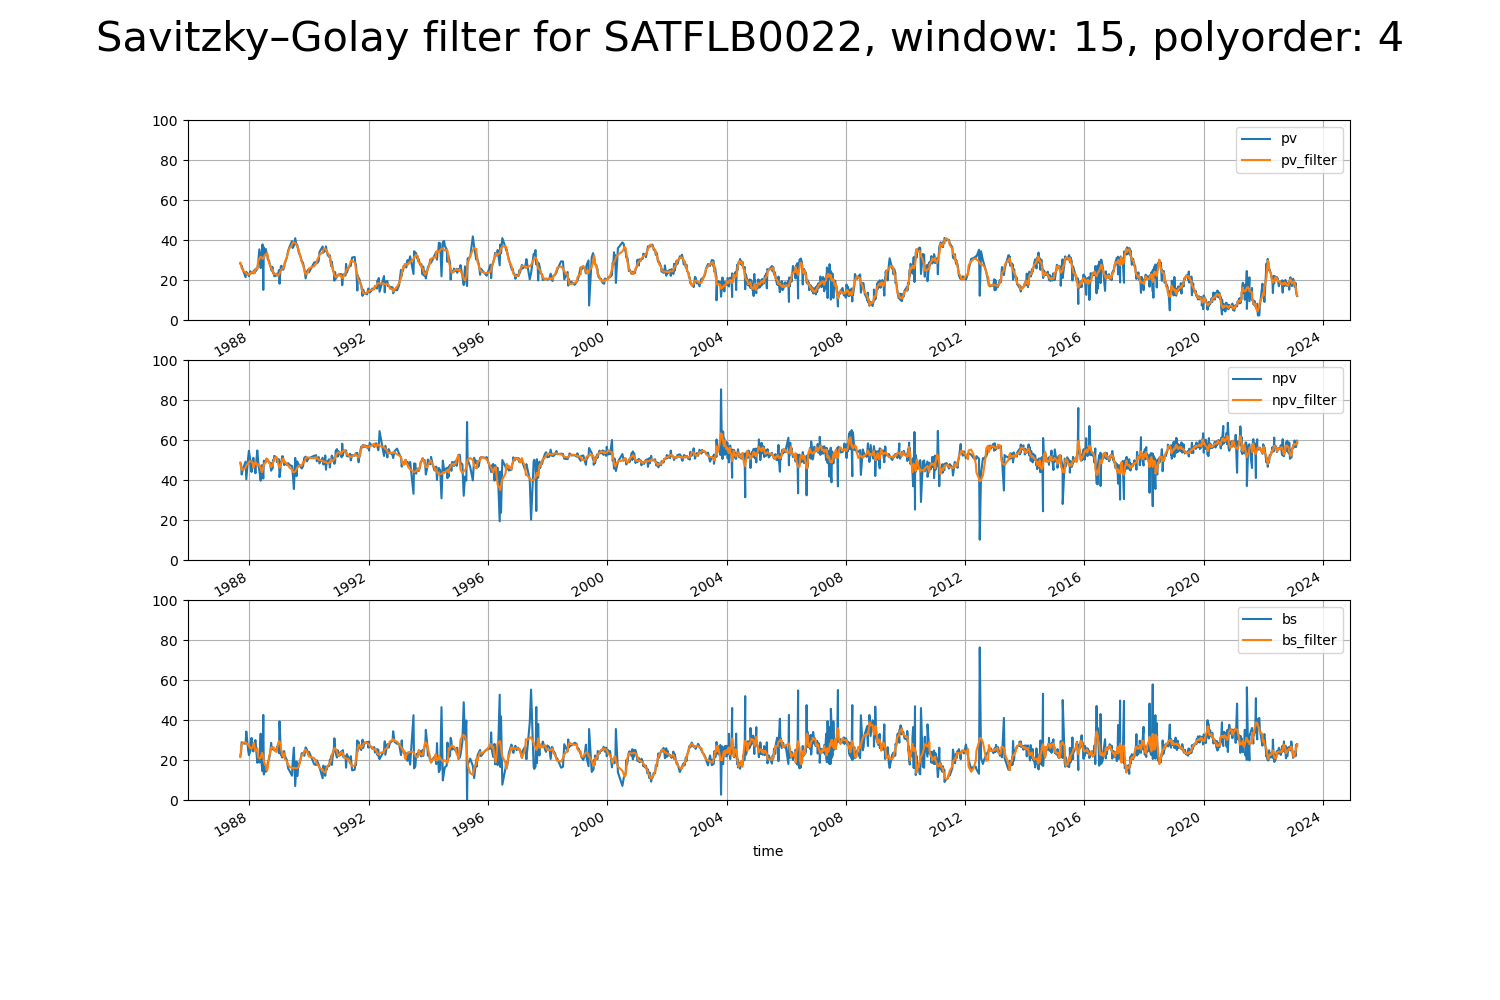 Savitzky–Golay filter for SATFLB0022, window: 15, polyorder: 4
100
80
60
40
20
0
pv
pv_filter
1988 1992 1996 2000 2004 2008 2012 2016 2020 2024
100
80
60
40
20
0
npv
npv_filter
1988 1992 1996 2000 2004 2008 2012 2016 2020 2024
100
80
60
40
20
0
bs
bs_filter
1988 1992 1996 2000 2004 2008 2012 2016 2020 2024
time